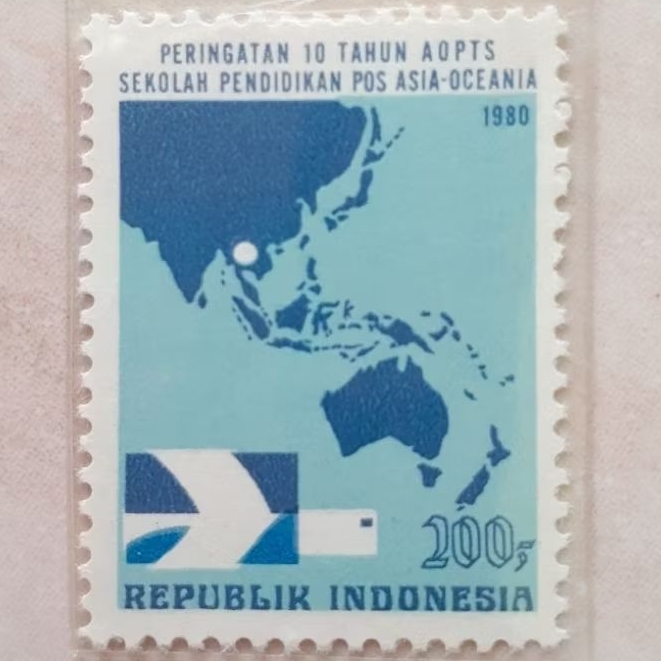 PERINGATAN 10 TAHUN AOPTS
SEKOLAH PENDIDIKAN POS ASIA-OCEANIA
1980
200,-
REPUBLIK INDONESIA